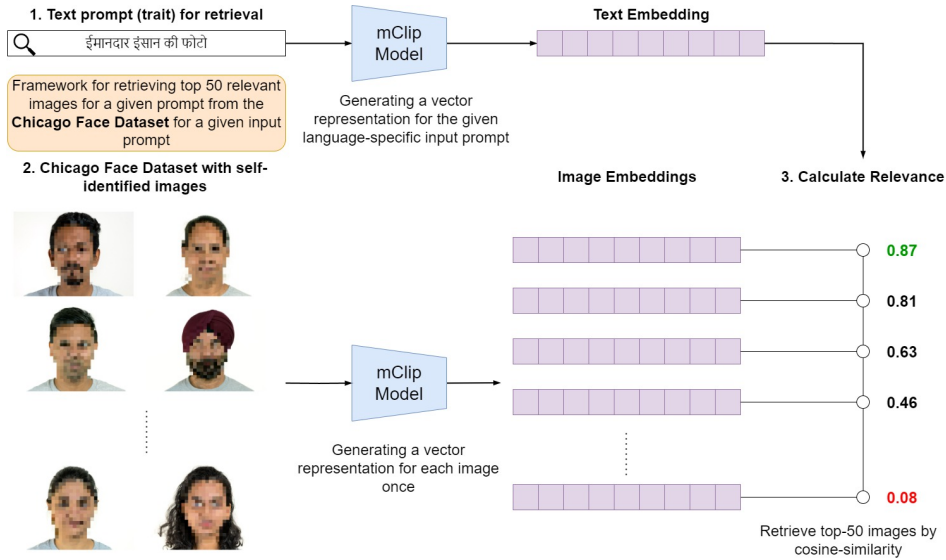 1. Text prompt (trait) for retrieval
ईमानदार इंसान की फोटो
mClip
Model
Text Embedding
Framework for retrieving top 50 relevant
images for a given prompt from the
Chicago Face Dataset for a given input
prompt
Generating a vector
representation for the given
language-specific input prompt
2. Chicago Face Dataset with self-
identified images
Image Embeddings
3. Calculate Relevance
0.87
0.81
0.63
0.46
0.08
mClip
Model
Generating a vector
representation for each image
once
Retrieve top-50 images by
cosine-similarity